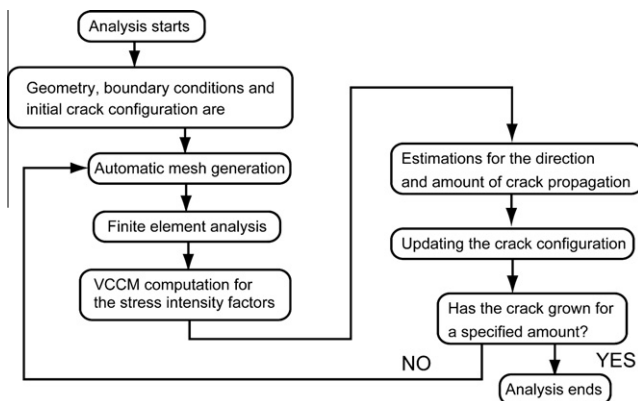 Analysis starts
Geometry, boundary conditions and
initial crack configuration are
Automatic mesh generation
Finite element analysis
VCCM computation for
the stress intensity factors
Estimations for the direction
and amount of crack propagation
Updating the crack configuration
Has the crack grown for
a specified amount?
NO
YES
Analysis ends